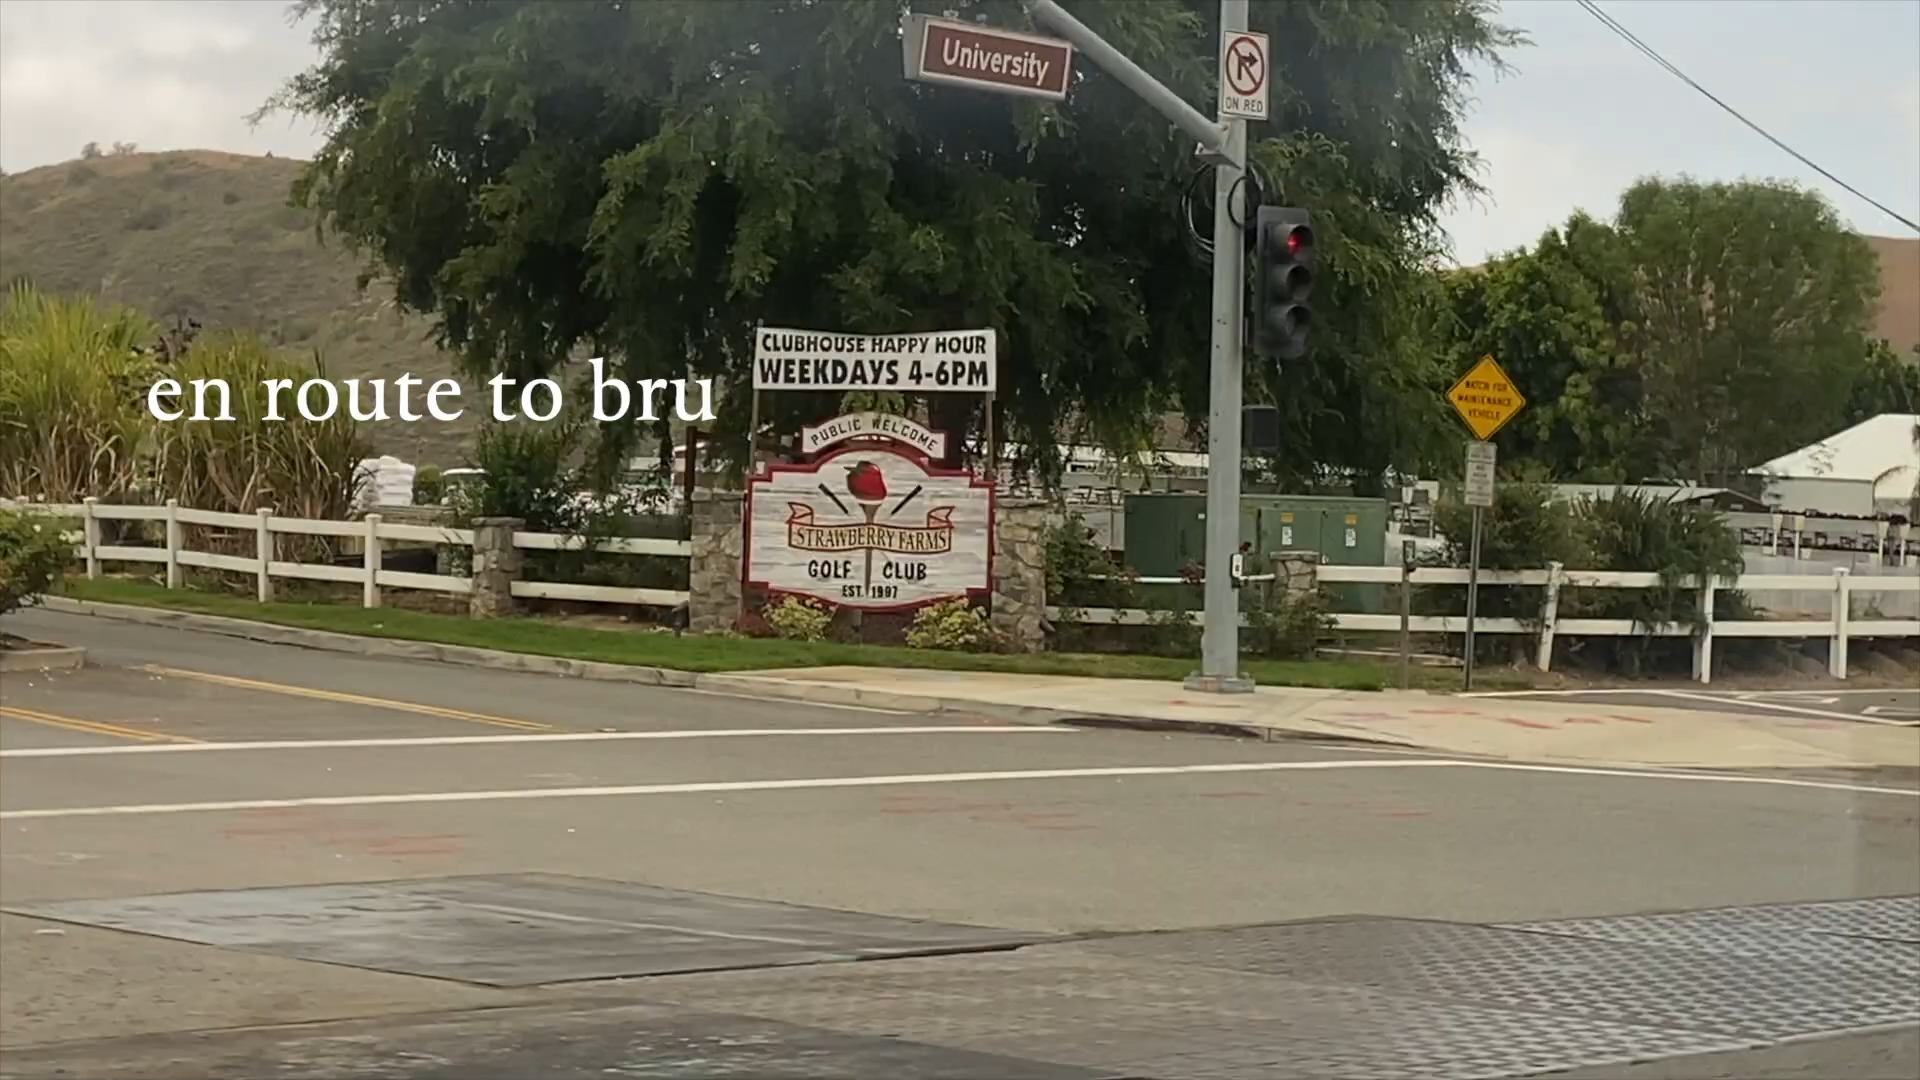 University
ON RED
CLUBHOUSE HAPPY HOUR
WEEKDAYS 4-6PM
en route to bru
PUBLIC WELCOME
STRAWBERRY FARMS
GOLF CLUB
EST. 1997
WATCH FOR
MAINTENANCE
VEHICLE